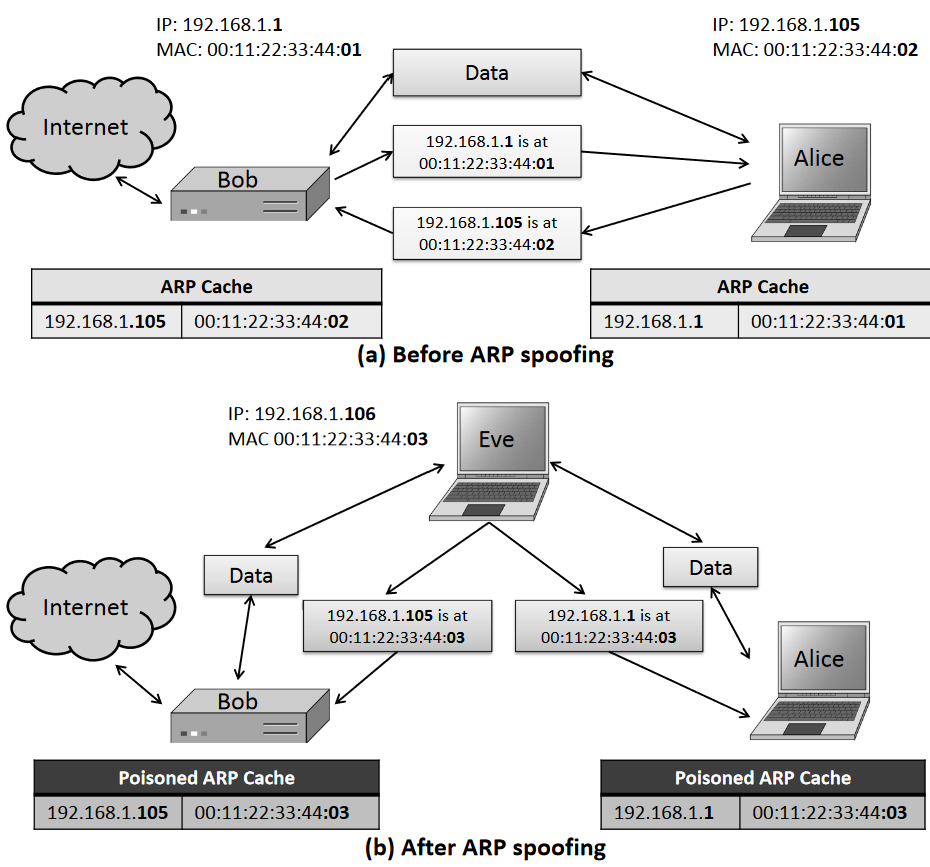 IP: 192.168.1.1
MAC: 00:11:22:33:44:01
IP: 192.168.1.105
MAC: 00:11:22:33:44:02
Data
Internet
192.168.1.1 is at
00:11:22:33:44:01
Alice
Bob
192.168.1.105 is at
00:11:22:33:44:02
ARP Cache
192.168.1.105 00:11:22:33:44:02
ARP Cache
192.168.1.1 00:11:22:33:44:01
(a) Before ARP spoofing
IP: 192.168.1.106
MAC 00:11:22:33:44:03
Eve
Data
Data
Internet
192.168.1.105 is at
00:11:22:33:44:03
192.168.1.1 is at
00:11:22:33:44:03
Alice
Bob
Poisoned ARP Cache
192.168.1.105 00:11:22:33:44:03
Poisoned ARP Cache
192.168.1.1 00:11:22:33:44:03
(b) After ARP spoofing